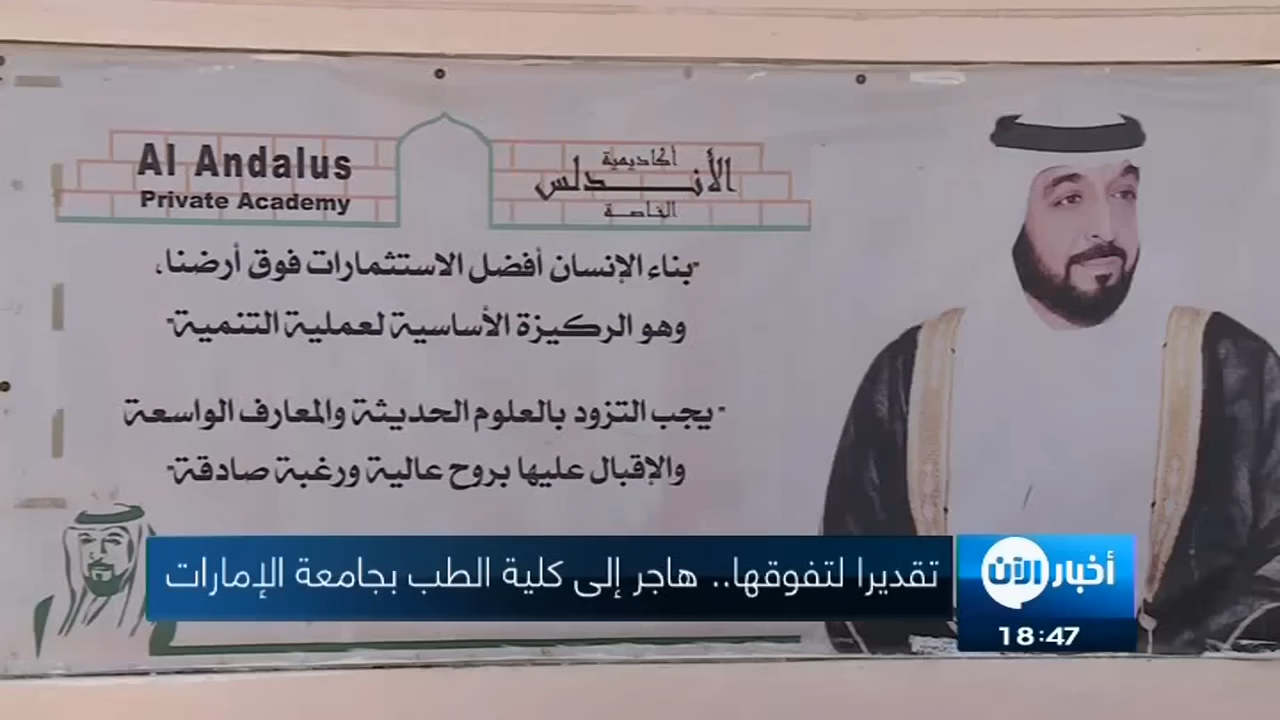 Al Andalus
Private Academy
أكاديمية
الأنــدلس
الخاصة
"بناء الإنسان أفضل الاستثمارات فوق أرضنا،
وهو الركيزة الأساسية لعملية التنمية"
"يجب التزود بالعلوم الحديثة والمعارف الواسعة
والإقبال عليها بروح عالية ورغبة صادقة"
تقديرا لتفوقها.. هاجر إلى كلية الطب بجامعة الإمارات
أخبار الآن
18:47